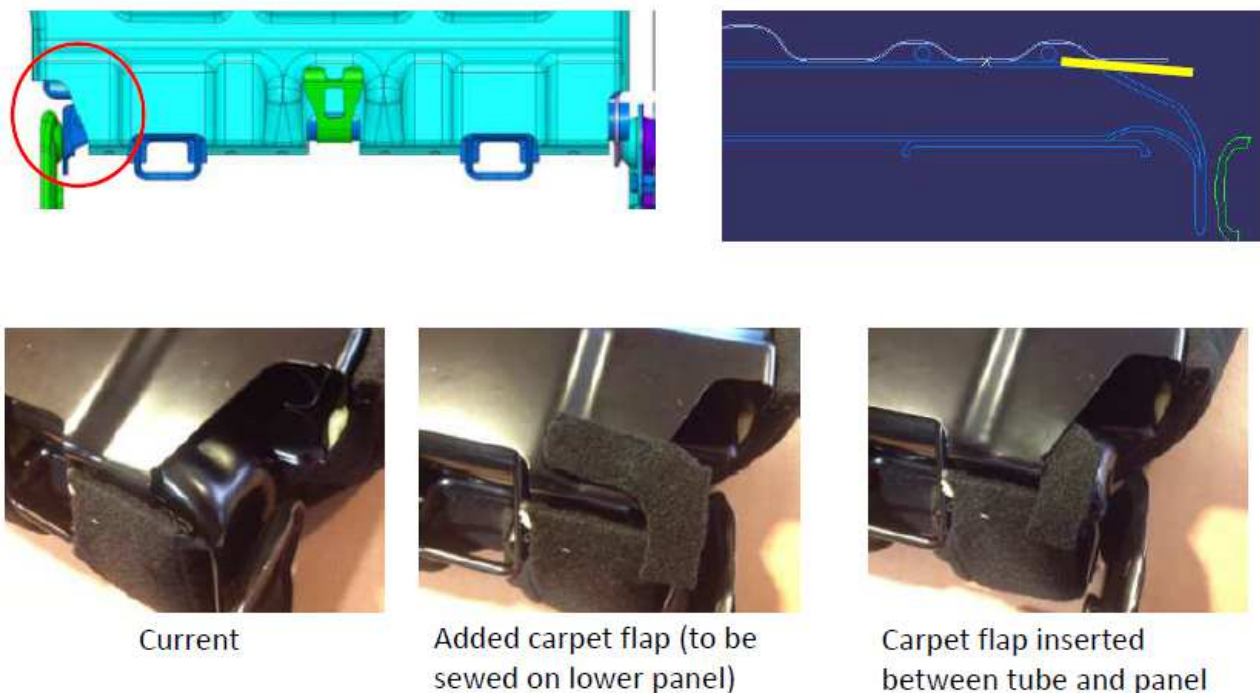 Current
Added carpet flap (to be
sewed on lower panel)
Carpet flap inserted
between tube and panel